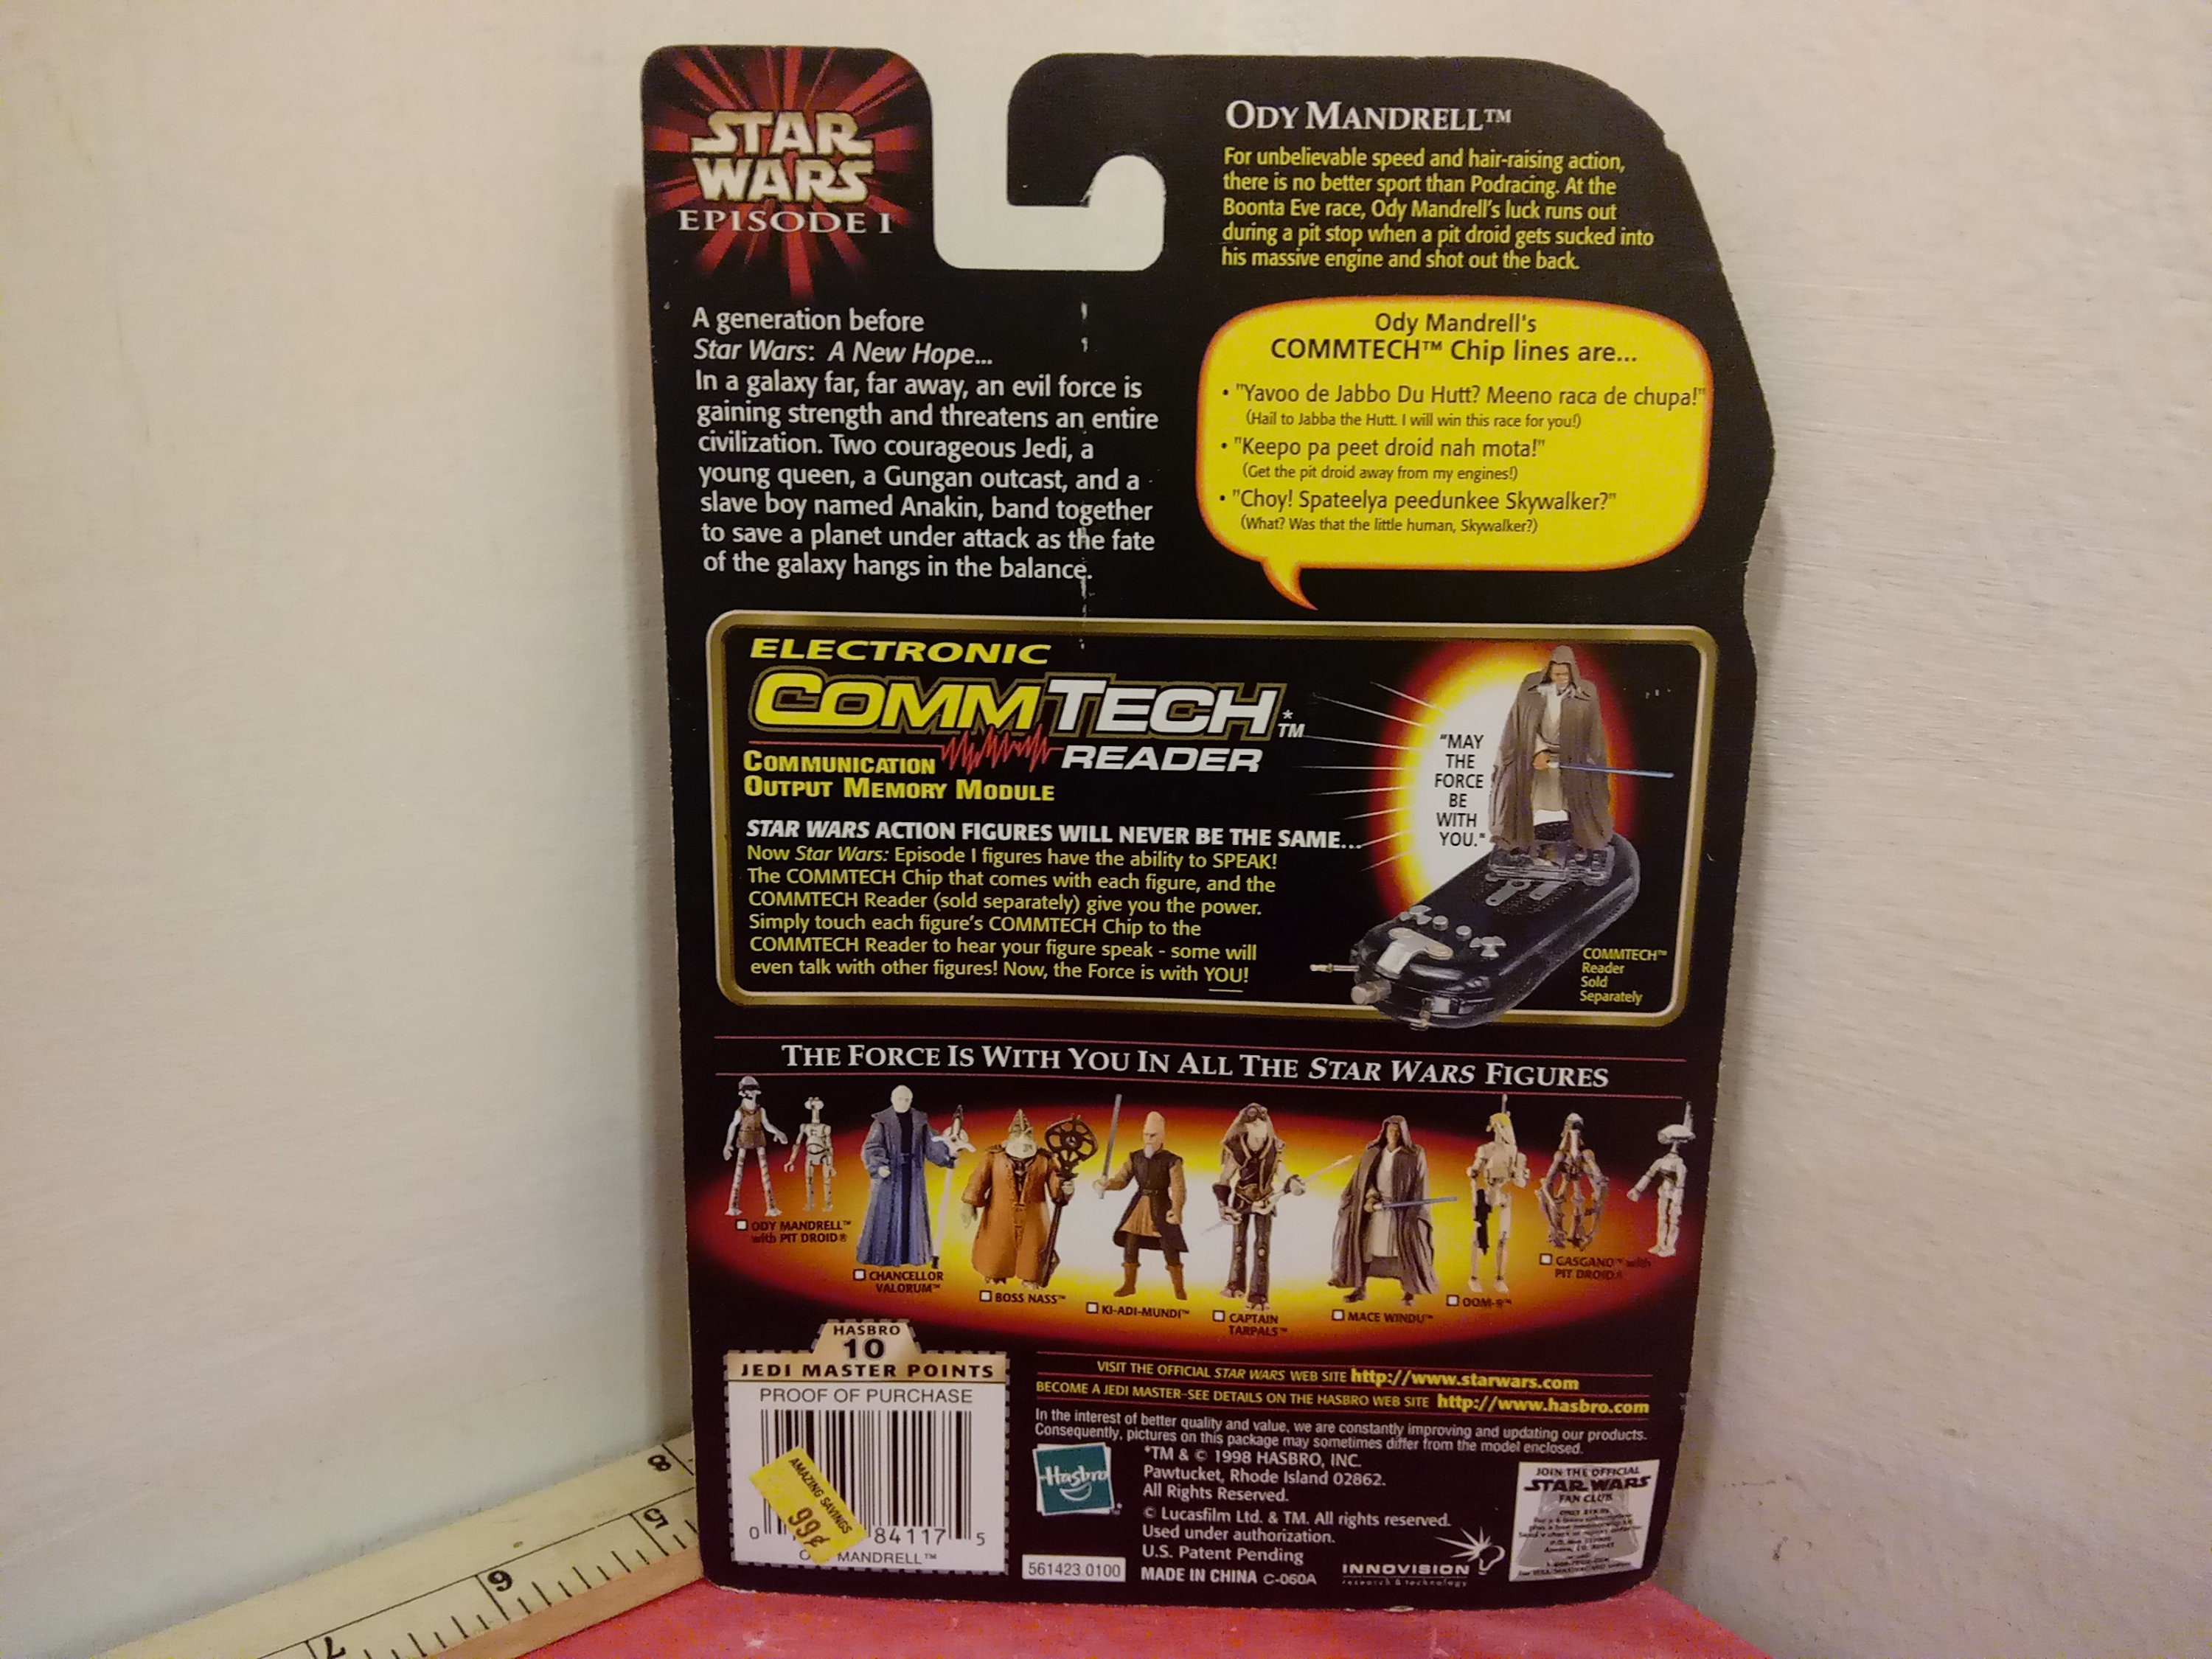 STAR
WARS
EPISODE I
ODY MANDRELL™
For unbelievable speed and hair-raising action,
there is no better sport than Podracing. At the
Boonta Eve race, Ody Mandrell's luck runs out
during a pit stop when a pit droid gets sucked into
his massive engine and shot out the back.
A generation before
Star Wars: A New Hope...
In a galaxy far, far away, an evil force is
gaining strength and threatens an entire
civilization. Two courageous Jedi, a
young queen, a Gungan outcast, and a
slave boy named Anakin, band together
to save a planet under attack as the fate
of the galaxy hangs in the balance.
Ody Mandrell's
COMMTECH™ Chip lines are...
• "Yavoo de Jabbo Du Hutt? Meeno raca de chupa!"
(Hail to Jabba the Hutt. I will win this race for you!)
• "Keepo pa peet droid nah mota!"
(Get the pit droid away from my engines!)
• "Choy! Spateelya peedunkee Skywalker?"
(What? Was that the little human, Skywalker?)
ELECTRONIC
COMMTECH*™
READER
COMMUNICATION
OUTPUT MEMORY MODULE
STAR WARS ACTION FIGURES WILL NEVER BE THE SAME...
Now Star Wars: Episode I figures have the ability to SPEAK!
The COMMTECH Chip that comes with each figure, and the
COMMTECH Reader (sold separately) give you the power.
Simply touch each figure's COMMTECH Chip to the
COMMTECH Reader to hear your figure speak - some will
even talk with other figures! Now, the Force is with YOU!
"MAY
THE
FORCE
BE
WITH
YOU."
COMMTECH™
Reader
Sold
Separately
THE FORCE IS WITH YOU IN ALL THE STAR WARS FIGURES
ODY MANDRELL™
with PIT DROID®
CHANCELLOR
VALORUM™
BOSS NASS™
KI-ADI-MUNDI™
CAPTAIN
TARPALS™
MACE WINDU™
OOM-9™
GASGANO™ with
PIT DROID®
HASBRO
10
JEDI MASTER POINTS
PROOF OF PURCHASE
AMAZING SAVINGS
99¢
0 84117 5
MANDRELL™
VISIT THE OFFICIAL STAR WARS WEB SITE http://www.starwars.com
BECOME A JEDI MASTER–SEE DETAILS ON THE HASBRO WEB SITE http://www.hasbro.com
In the interest of better quality and value, we are constantly improving and updating our products.
Consequently, pictures on this package may sometimes differ from the model enclosed.
Hasbro
*TM & © 1998 HASBRO, INC.
Pawtucket, Rhode Island 02862.
All Rights Reserved.
© Lucasfilm Ltd. & TM. All rights reserved.
Used under authorization.
U.S. Patent Pending
MADE IN CHINA C-060A
561423.0100
INNOVISION
research & technology
JOIN THE OFFICIAL
STAR WARS
FAN CLUB
8
5
6
7